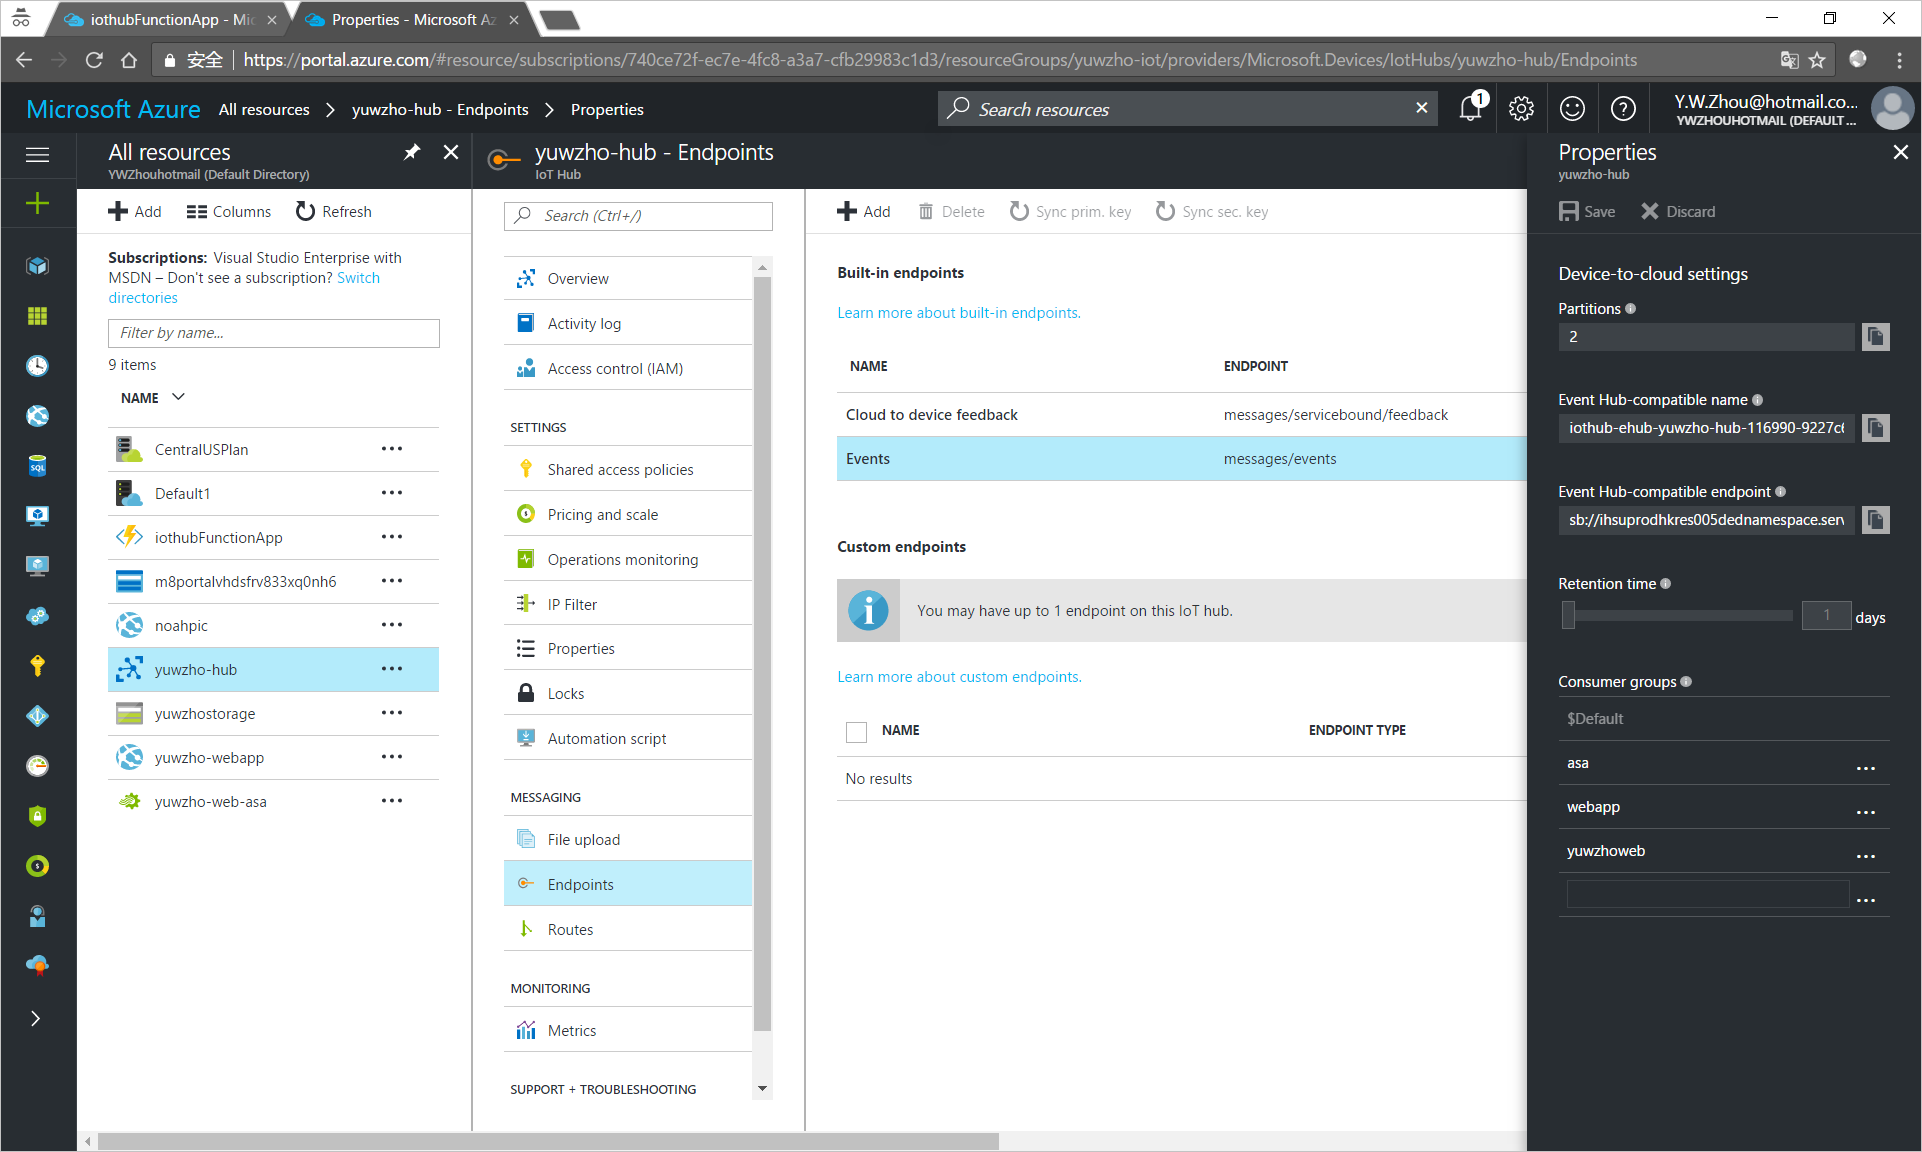 iothubFunctionApp - Mic
Properties - Microsoft Az
安全
https://portal.azure.com/#resource/subscriptions/740ce72f-ec7e-4fc8-a3a7-cfb29983c1d3/resourceGroups/yuwzho-iot/providers/Microsoft.Devices/IotHubs/yuwzho-hub/Endpoints
Microsoft Azure
All resources
yuwzho-hub - Endpoints
Properties
Search resources
1
Y.W.Zhou@hotmail.co...
YWZHOUHOTMAIL (DEFAULT ...
All resources
YWZhouhotmail (Default Directory)
Add
Columns
Refresh
Subscriptions: Visual Studio Enterprise with
MSDN – Don't see a subscription? Switch
directories
Filter by name...
9 items
NAME
CentralUSPlan
Default1
iothubFunctionApp
m8portalvhdsfrv833xq0nh6
noahpic
yuwzho-hub
yuwzhostorage
yuwzho-webapp
yuwzho-web-asa
yuwzho-hub - Endpoints
IoT Hub
Search (Ctrl+/)
Overview
Activity log
Access control (IAM)
SETTINGS
Shared access policies
Pricing and scale
Operations monitoring
IP Filter
Properties
Locks
Automation script
MESSAGING
File upload
Endpoints
Routes
MONITORING
Metrics
SUPPORT + TROUBLESHOOTING
Add
Delete
Sync prim. key
Sync sec. key
Built-in endpoints
Learn more about built-in endpoints.
NAME
ENDPOINT
Cloud to device feedback
messages/servicebound/feedback
Events
messages/events
Custom endpoints
You may have up to 1 endpoint on this IoT hub.
Learn more about custom endpoints.
NAME
ENDPOINT TYPE
No results
Properties
yuwzho-hub
Save
Discard
Device-to-cloud settings
Partitions
2
Event Hub-compatible name
iothub-ehub-yuwzho-hub-116990-9227c6
Event Hub-compatible endpoint
sb://ihsuprodhkres005dednamespace.serv
Retention time
1
days
Consumer groups
$Default
asa
webapp
yuwzhoweb
SQL